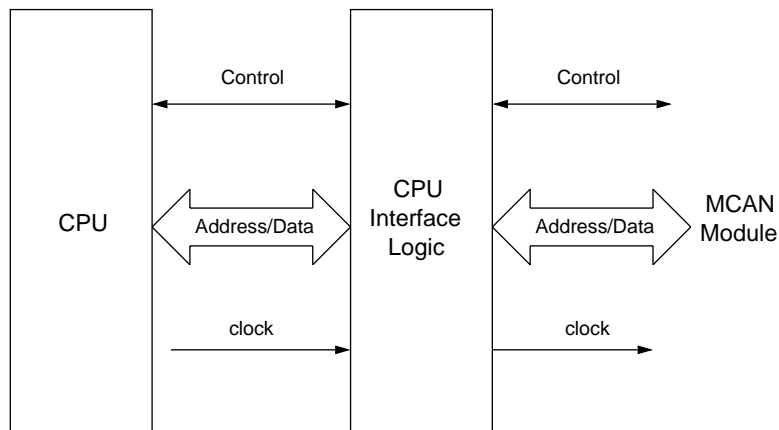 Control
Control
CPU
Address/Data
CPU
Interface
Logic
Address/Data
MCAN
Module
clock
clock